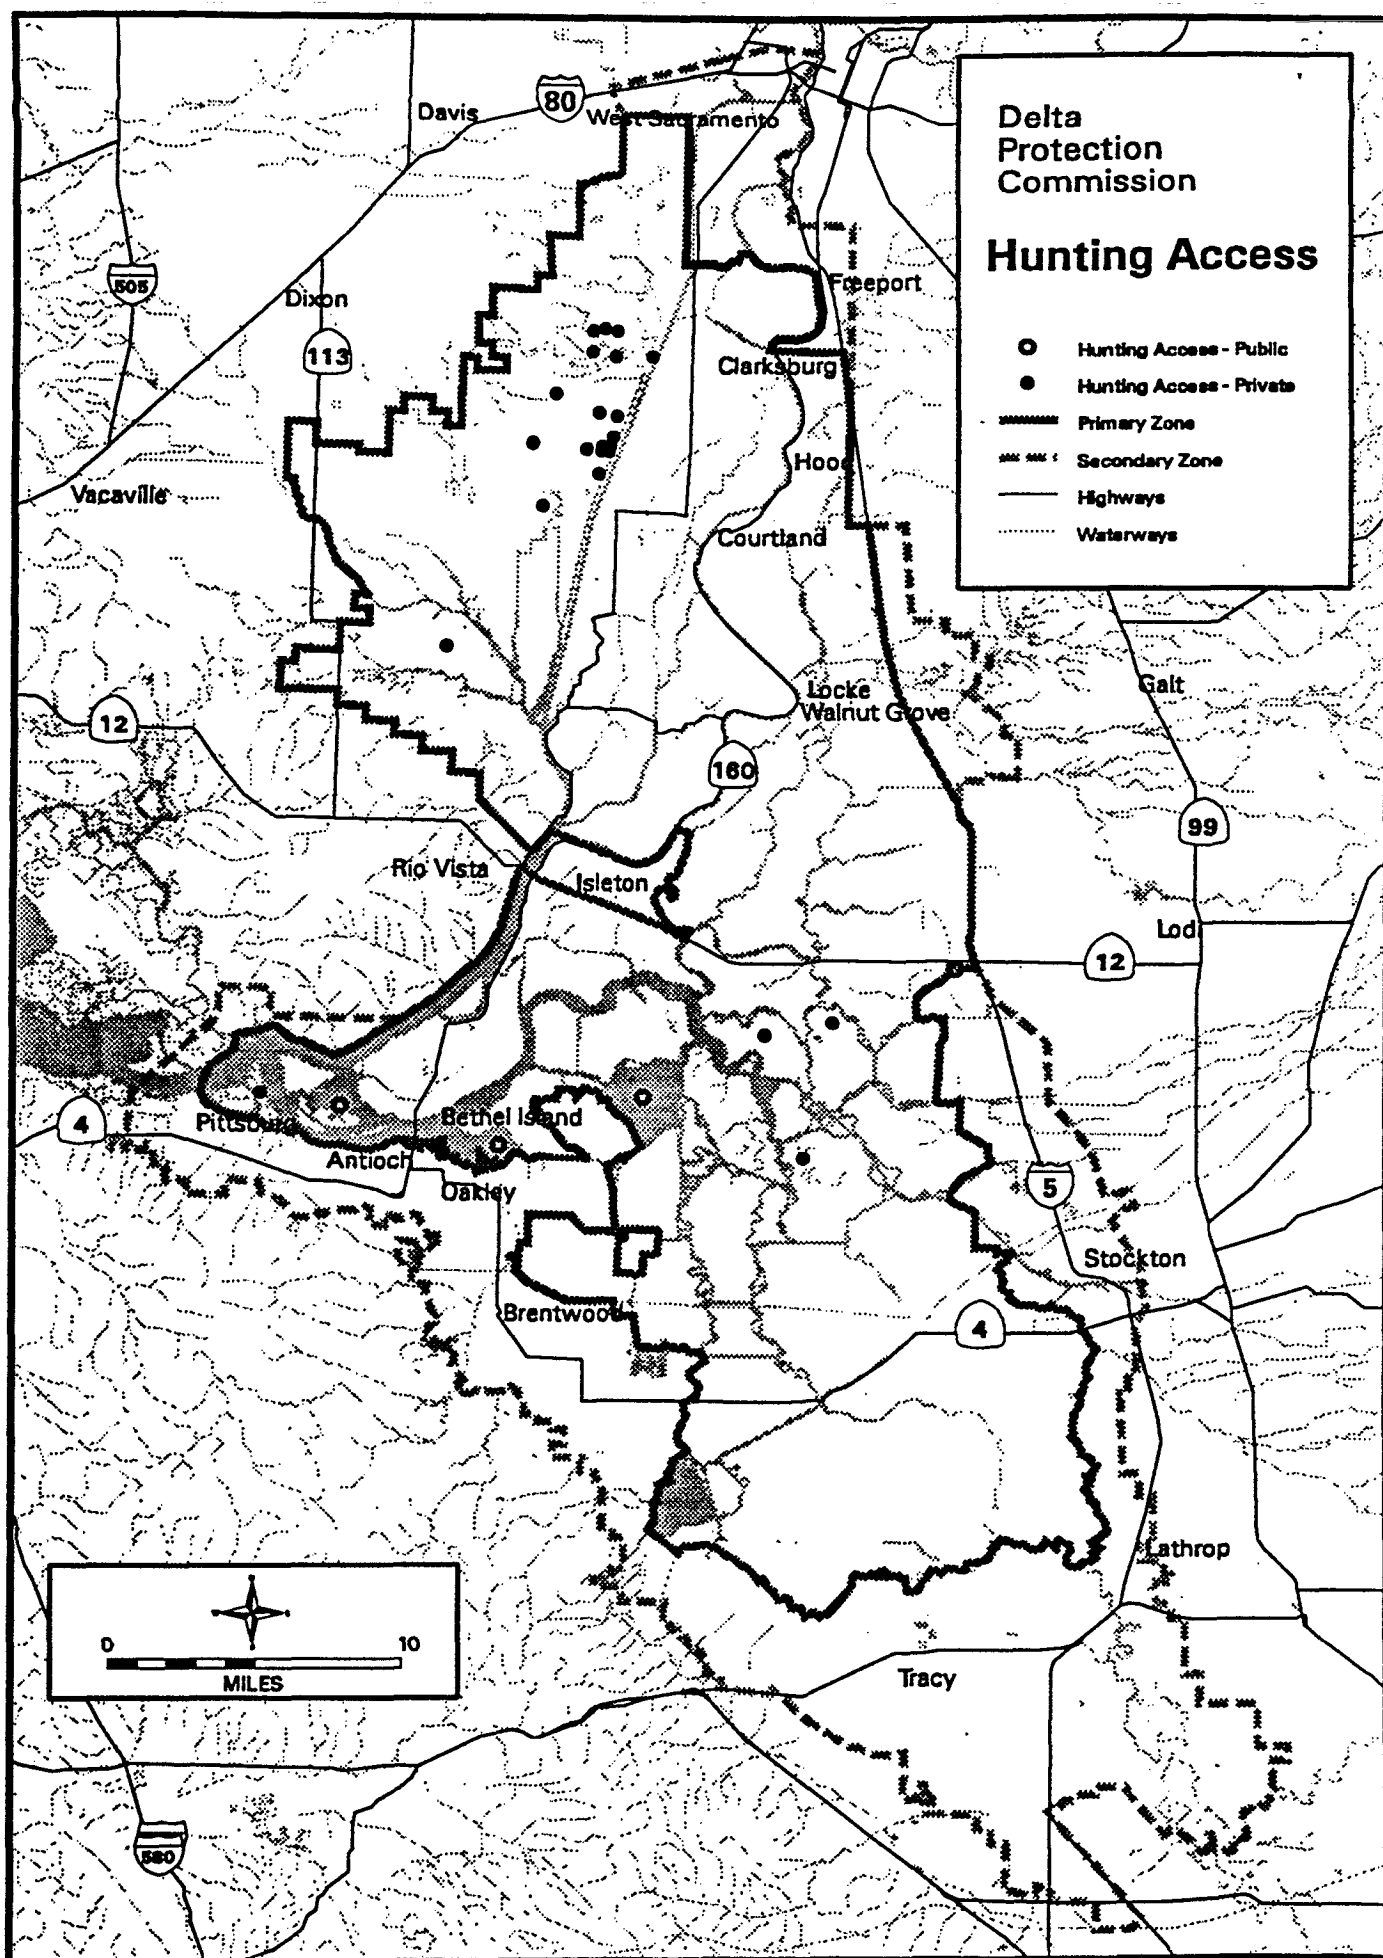 Davis
80
West Sacramento
Delta
Protection
Commission
Hunting Access
505
Dixon
Freeport
113
Clarksburg
Hunting Access - Public
Hunting Access - Private
Primary Zone
Secondary Zone
Highways
Waterways
Hood
Vacaville
Courtland
Locke
Walnut Grove
Galt
12
160
99
Rio Vista
Isleton
Lodi
12
4
Pittsburg
Bethel Island
Antioch
Oakley
5
Stockton
Brentwood
4
Lathrop
0
10
MILES
Tracy
580